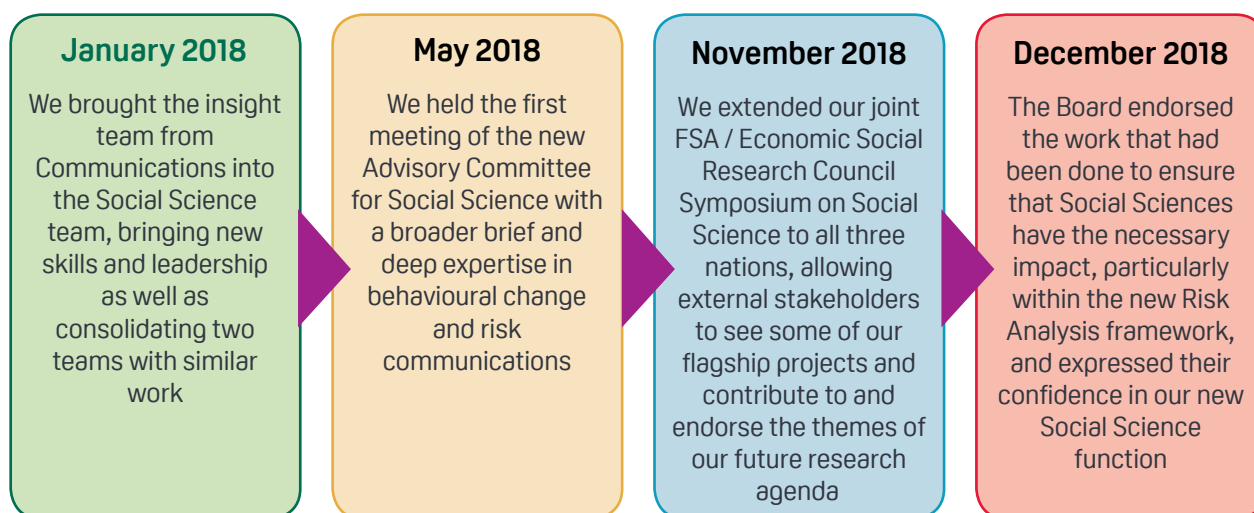 January 2018
We brought the insight
team from
Communications into
the Social Science
team, bringing new
skills and leadership
as well as
consolidating two
teams with similar
work
May 2018
We held the first
meeting of the new
Advisory Committee
for Social Science with
a broader brief and
deep expertise in
behavioural change
and risk
communications
November 2018
We extended our joint
FSA / Economic Social
Research Council
Symposium on Social
Science to all three
nations, allowing
external stakeholders
to see some of our
flagship projects and
contribute to and
endorse the themes of
our future research
agenda
December 2018
The Board endorsed
the work that had
been done to ensure
that Social Sciences
have the necessary
impact, particularly
within the new Risk
Analysis framework,
and expressed their
confidence in our new
Social Science
function